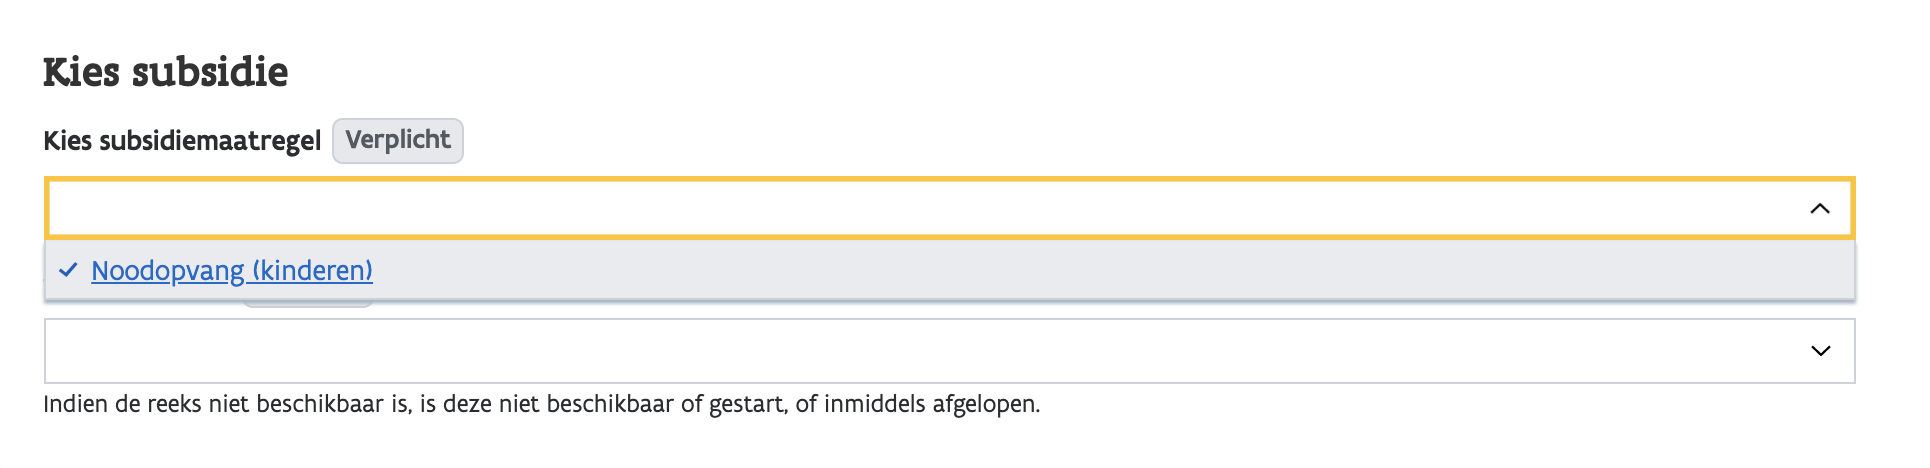 Kies subsidie
Kies subsidiemaatregel Verplicht
Noodopvang (kinderen)
Indien de reeks niet beschikbaar is, is deze niet beschikbaar of gestart, of inmiddels afgelopen.